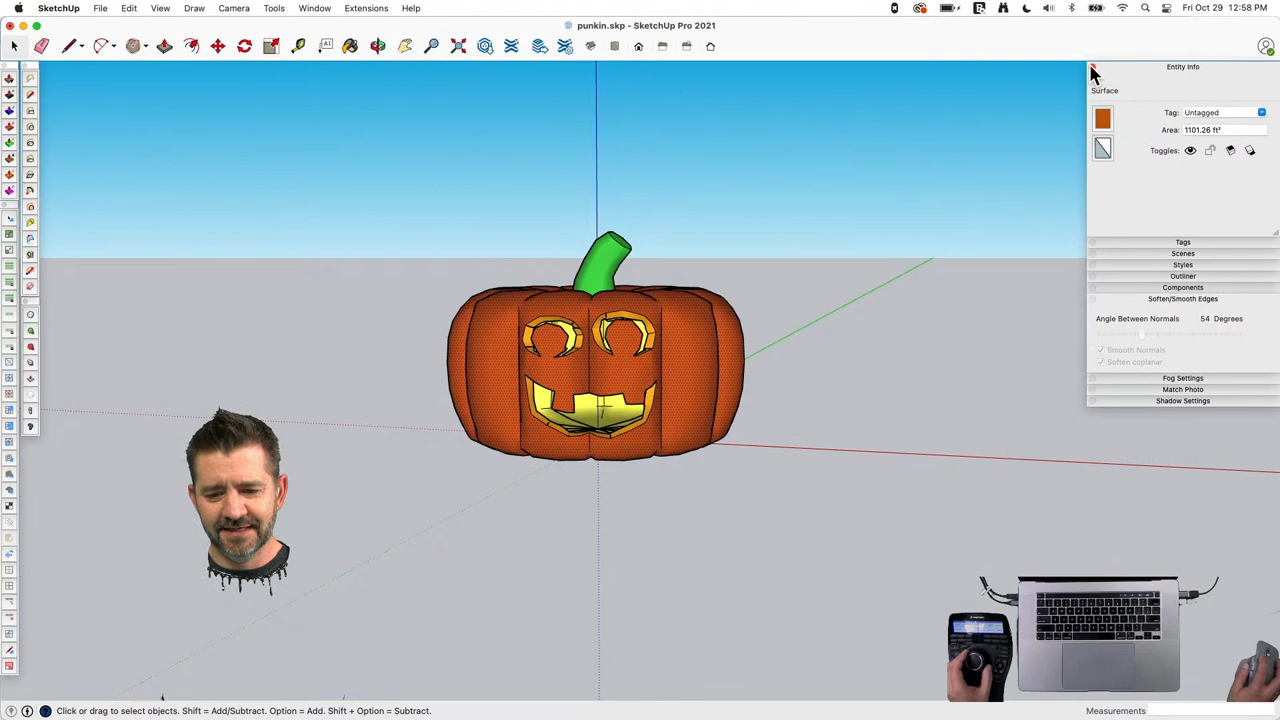 SketchUp File Edit View Draw Camera Tools Window Extensions Help Fri Oct 29 12:58 PM
punkin.skp - SketchUp Pro 2021
Entity Info
Surface
Tag: Untagged
Area: 1101.26 ft²
Toggles:
Tags
Scenes
Styles
Outliner
Components
Soften/Smooth Edges
Angle Between Normals 54 Degrees
Smooth Normals
Soften coplanar
Fog Settings
Match Photo
Shadow Settings
Click or drag to select objects. Shift = Add/Subtract. Option = Add. Shift + Option = Subtract. Measurements